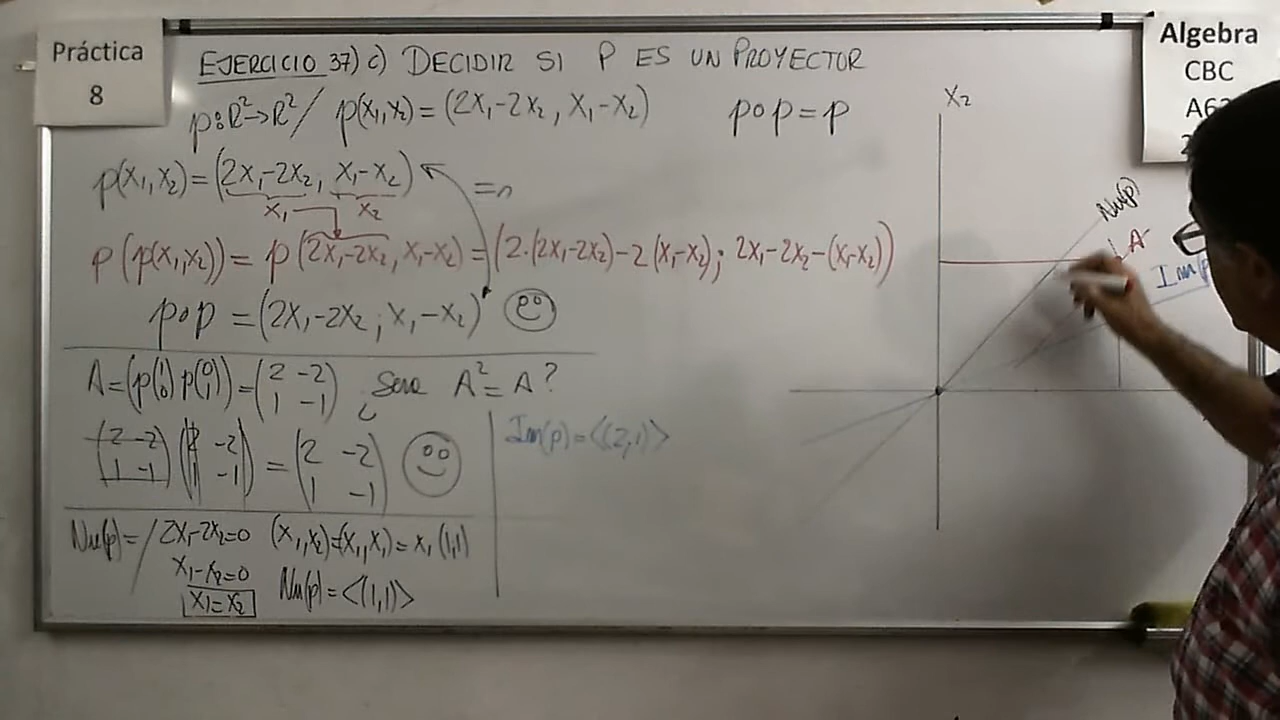 Práctica
8
EJERCICIO 37) c) DECIDIR SI P ES UN PROYECTOR
p: R²→R² / p(x₁,x₂) = (2x₁-2x₂, x₁-x₂) p∘p = p
p(x₁,x₂) = (2x₁-2x₂, x₁-x₂) =
x₁ x₂
p(p(x₁,x₂)) = p(2x₁-2x₂, x₁-x₂) = (2·(2x₁-2x₂)-2(x₁-x₂); 2x₁-2x₂-(x₁-x₂))
p∘p = (2x₁-2x₂; x₁-x₂)
A = (p(1 0) p(0 1)) = (2 -2; 1 -1) ¿ Sera A² = A ?
(2 -2; 1 -1) (2 -2; 1 -1) = (2 -2; 1 -1)
Nu(p) = / 2x₁-2x₂=0 (x₁,x₂)=(x₁,x₁) = x₁(1,1)
x₁-x₂=0
x₁=x₂ Nu(p) = <(1,1)>
Im(p) = <(2,1)>
x₂
Nu(p)
A
Im(p
Algebra
CBC
A62
2